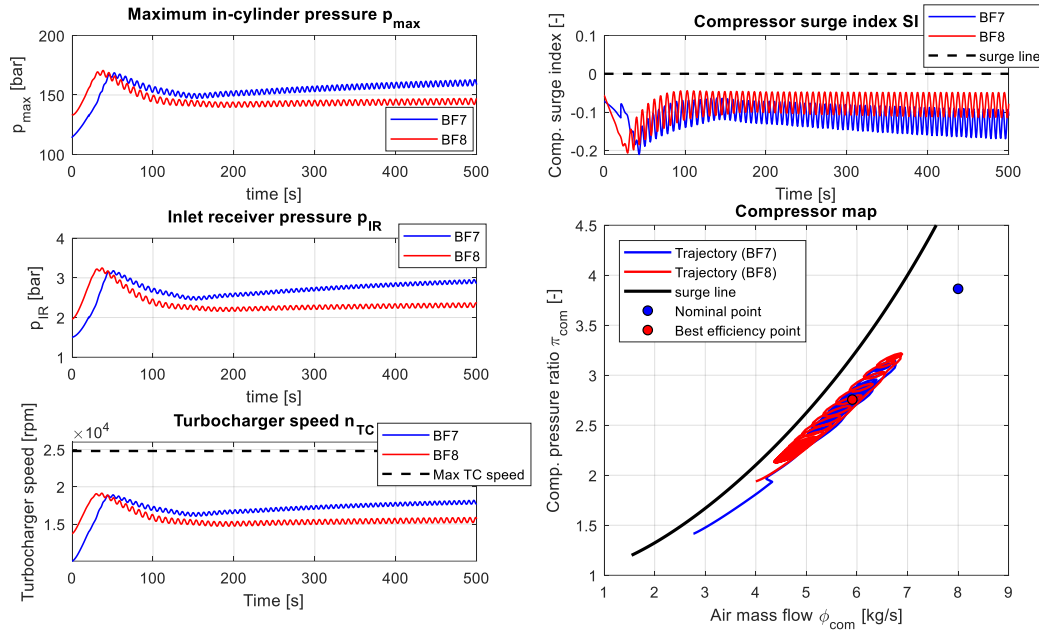 Maximum in-cylinder pressure p_max
200
150
100
p_max [bar]
BF7
BF8
0
100
200
300
400
500
time [s]
Inlet receiver pressure p_IR
4
3
2
1
p_IR [bar]
BF7
BF8
0
100
200
300
400
500
time [s]
Turbocharger speed n_TC
×10^4
2.5
2
1.5
Turbocharger speed [rpm]
BF7
BF8
Max TC speed
0
100
200
300
400
500
Time [s]
Compressor surge index SI
0.1
0
-0.1
-0.2
Comp. surge index [-]
BF7
BF8
surge line
0
100
200
300
400
500
Time [s]
Compressor map
4.5
4
3.5
3
2.5
2
1.5
1
Comp. pressure ratio π_com [-]
Trajectory (BF7)
Trajectory (BF8)
surge line
Nominal point
Best efficiency point
1
2
3
4
5
6
7
8
9
Air mass flow ϕ_com [kg/s]